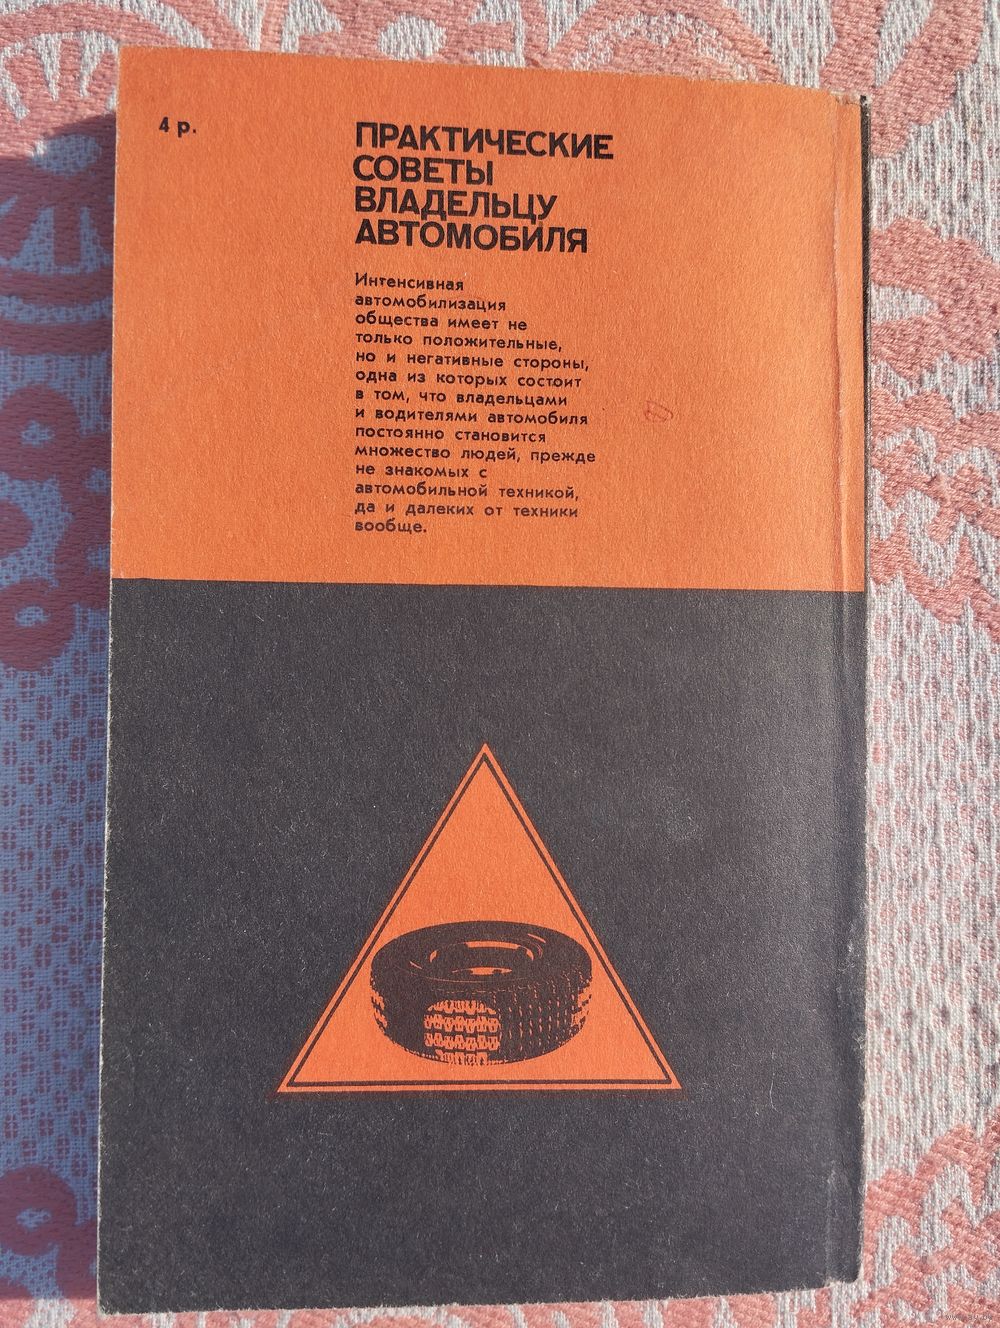 4 р.
ПРАКТИЧЕСКИЕ
СОВЕТЫ
ВЛАДЕЛЬЦУ
АВТОМОБИЛЯ
Интенсивная
автомобилизация
общества имеет не
только положительные,
но и негативные стороны,
одна из которых состоит
в том, что владельцами
и водителями автомобиля
постоянно становится
множество людей, прежде
не знакомых с
автомобильной техникой,
да и далеких от техники
вообще.